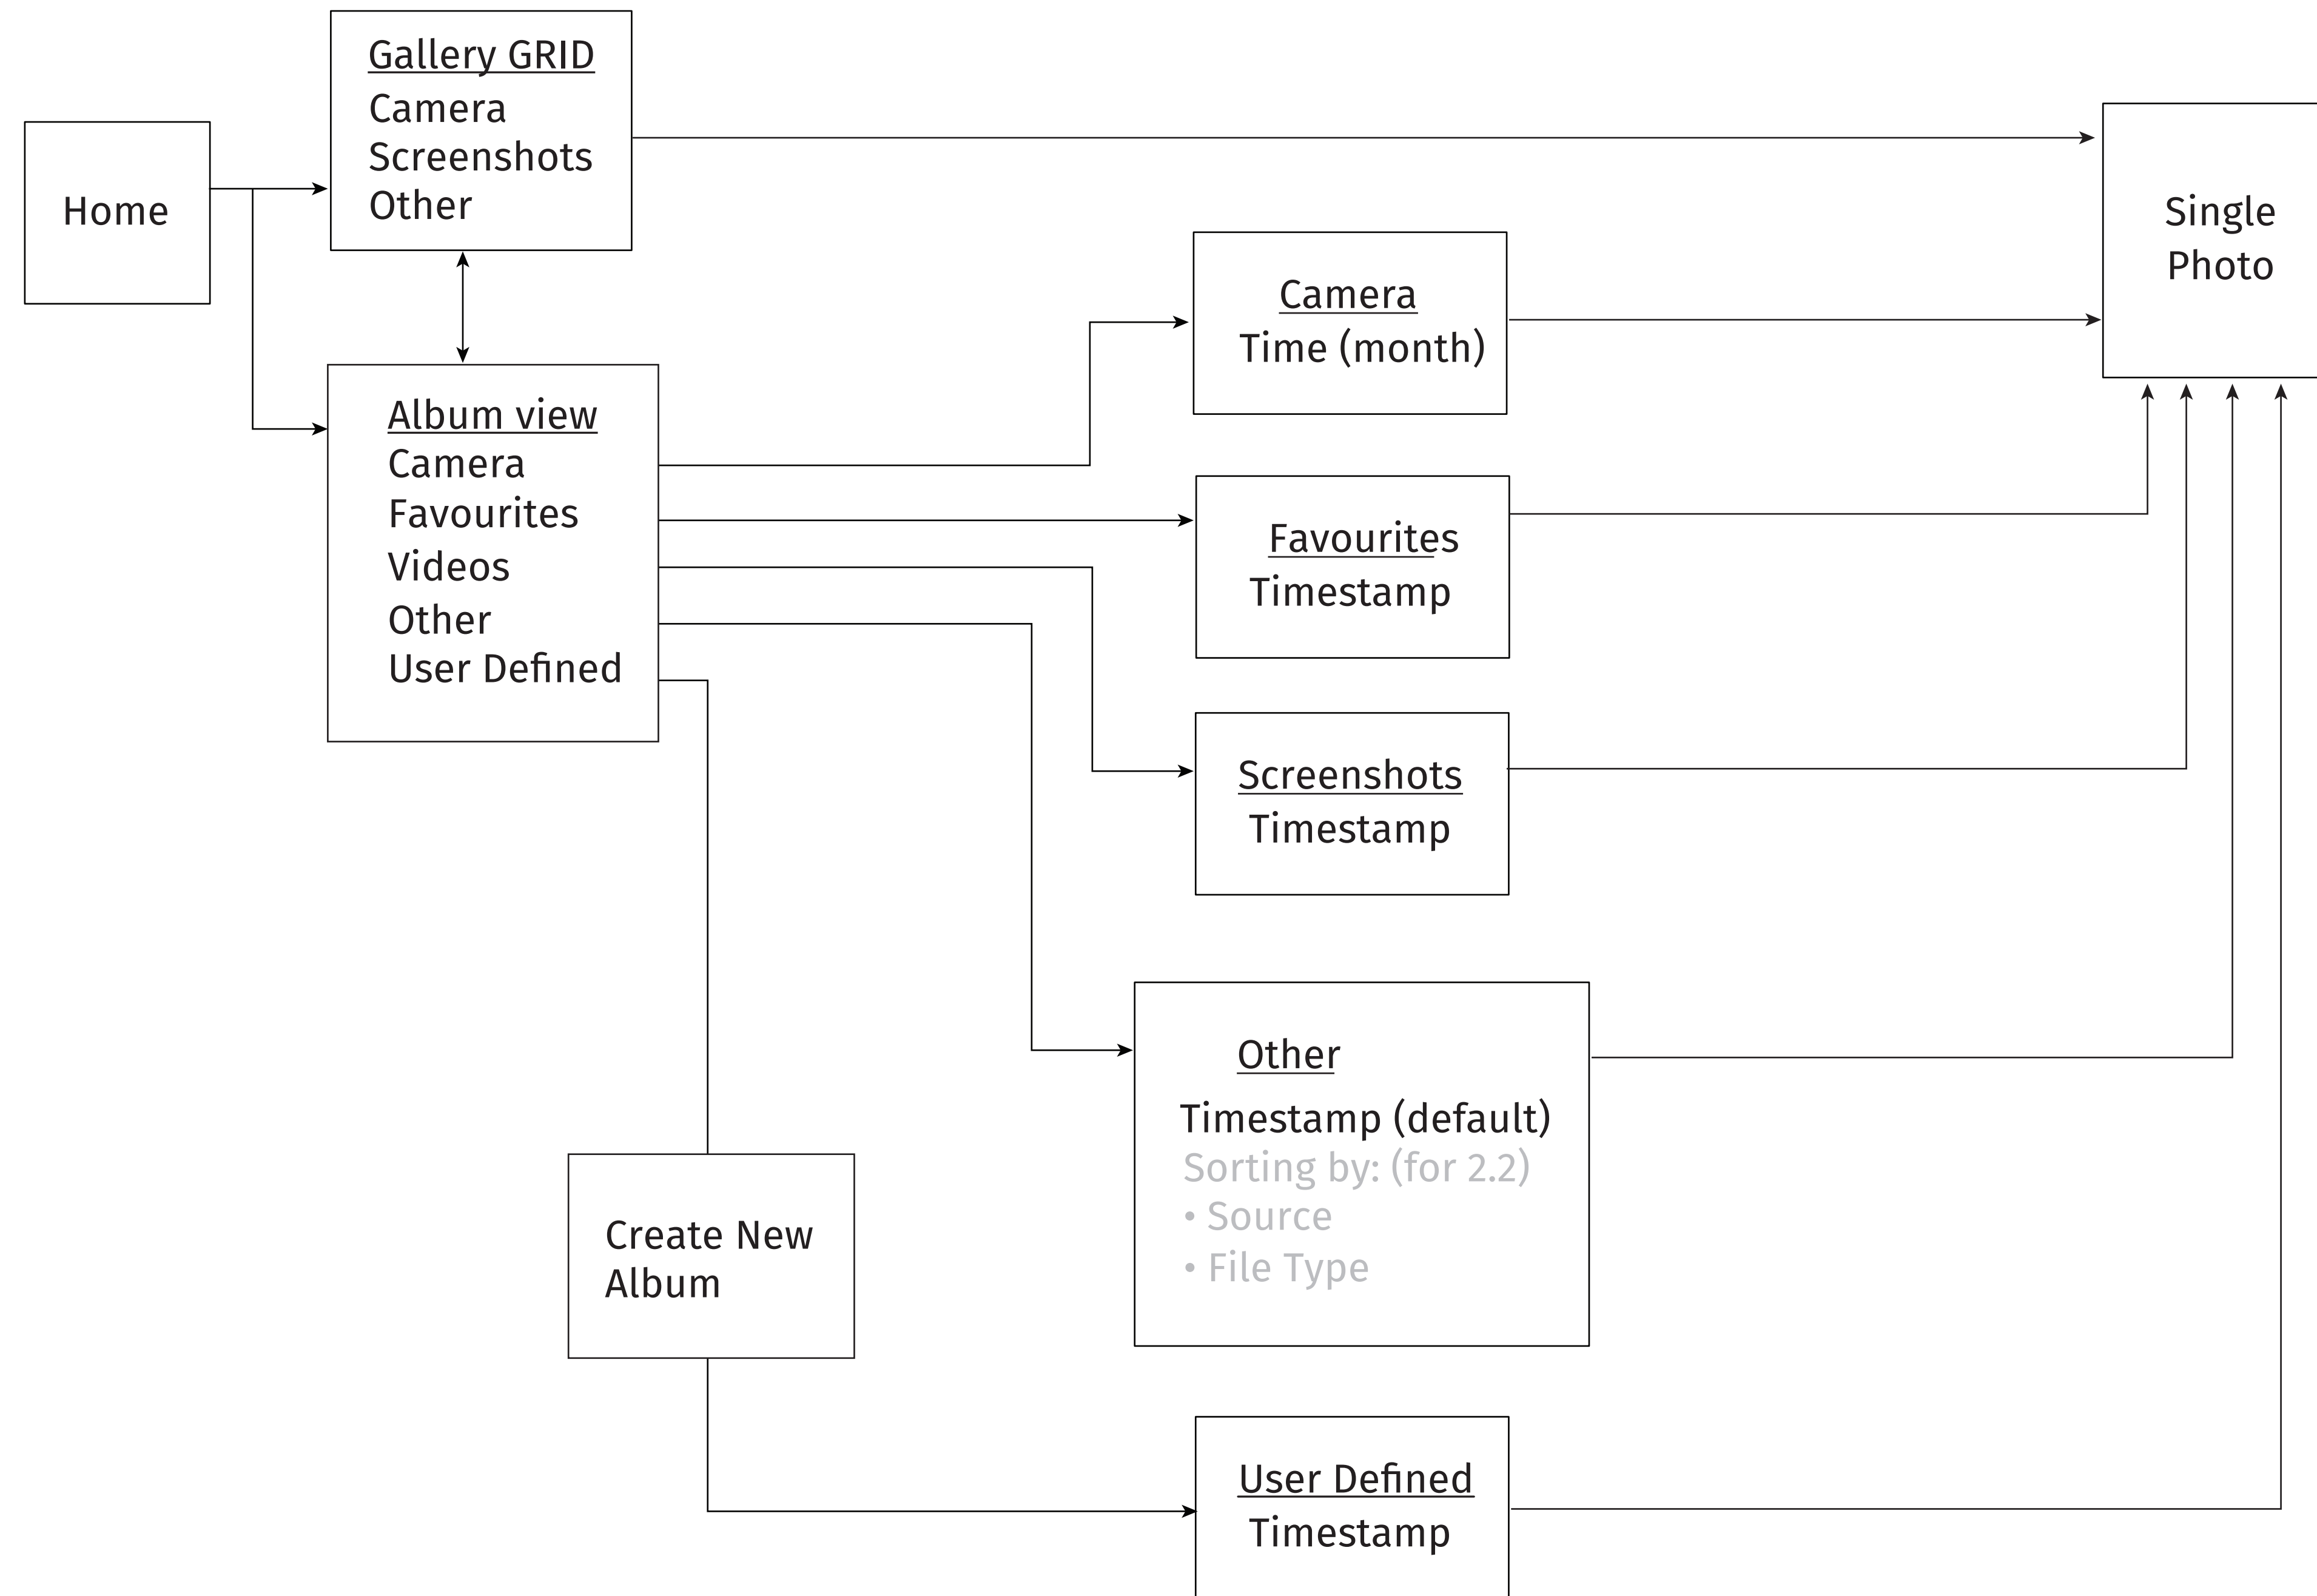 Home
Gallery GRID
Camera
Screenshots
Other
Album view
Camera
Favourites
Videos
Other
User Defined
Create New
Album
Camera
Time (month)
Favourites
Timestamp
Screenshots
Timestamp
Other
Timestamp (default)
Sorting by: (for 2.2)
• Source
• File Type
User Defined
Timestamp
Single
Photo